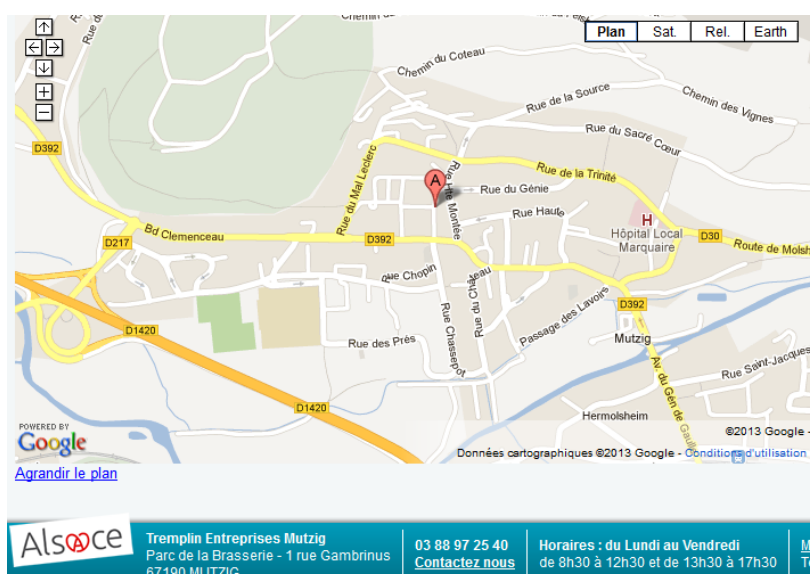 Plan Sat. Rel. Earth
Chemin du Coteau
Rue de la Source
Chemin des Vignes
Rue du Sacré Cœur
D392
Rue du Mal Leclerc
Rue Hte Montée
Rue de la Trinité
A
Rue du Génie
Rue Haute
H
Hôpital Local
Marquaire
Bd Clemenceau
D217
D392
D30
Route de Molsh
Rue Chopin
Rue du Château
Passage des Lavoirs
D392
Rue Chassepot
D1420
Rue des Prés
Mutzig
Rue Saint-Jacques
Av. du Gén de Gaulle
D1420
Hermolsheim
POWERED BY
Google
©2013 Google -
Données cartographiques ©2013 Google - Conditions d'utilisation
Agrandir le plan
Alsace
Tremplin Entreprises Mutzig
Parc de la Brasserie - 1 rue Gambrinus
67190 MUTZIG
03 88 97 25 40
Contactez nous
Horaires : du Lundi au Vendredi
de 8h30 à 12h30 et de 13h30 à 17h30